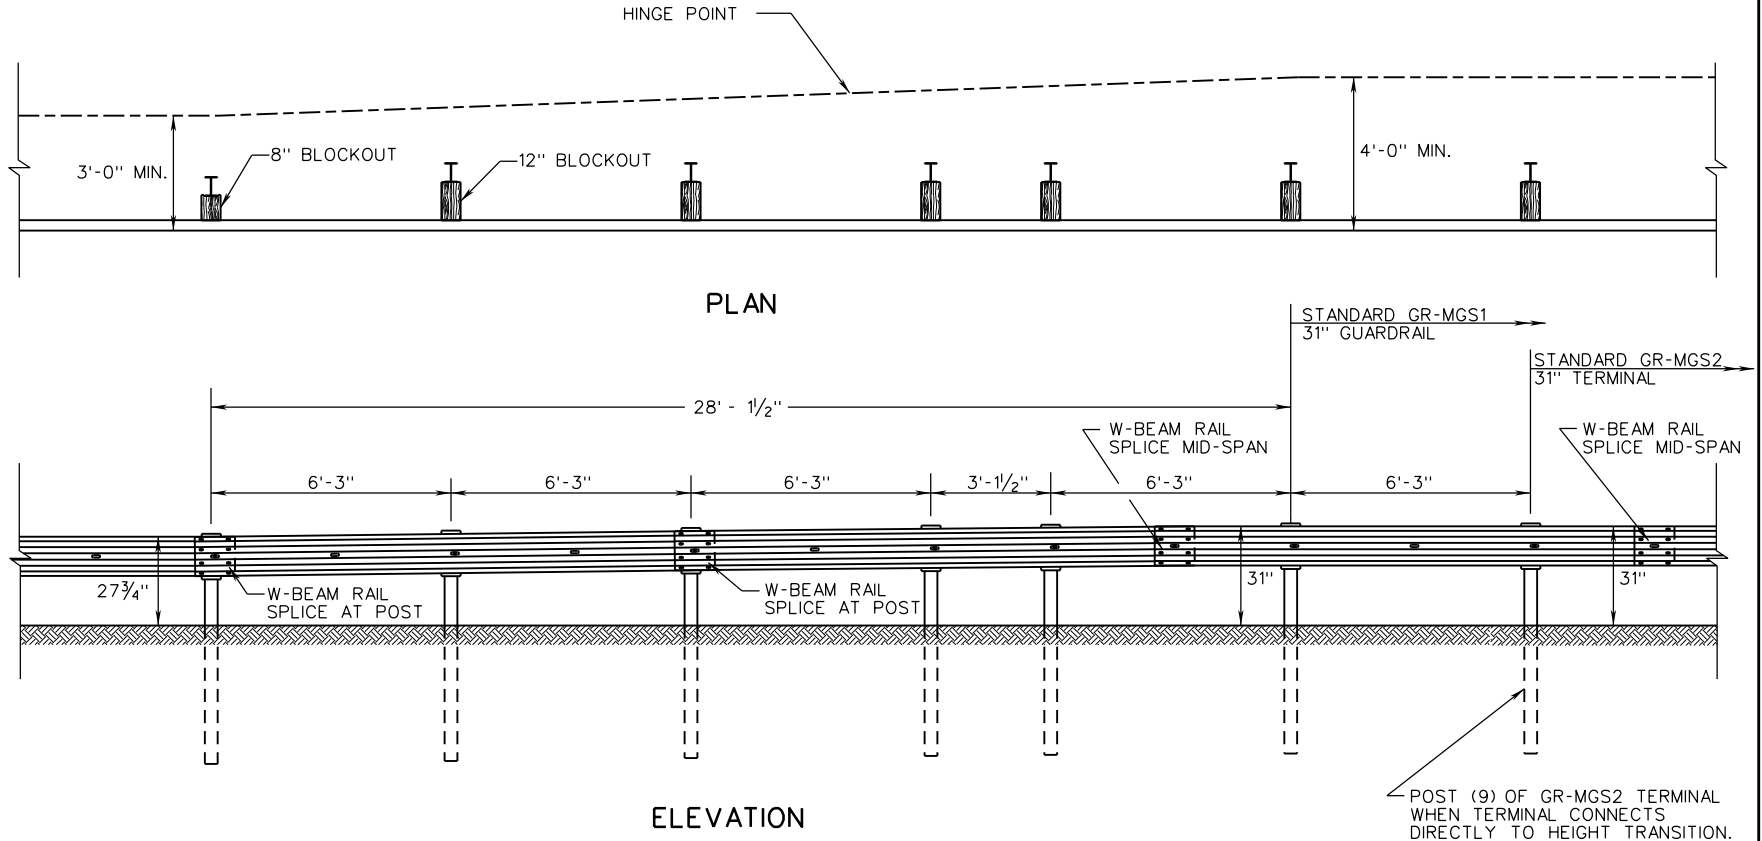 HINGE POINT
8" BLOCKOUT
12" BLOCKOUT
3'-0" MIN.
4'-0" MIN.
PLAN
STANDARD GR-MGS1
31" GUARDRAIL
STANDARD GR-MGS2
31" TERMINAL
28' - 1½"
W-BEAM RAIL
SPLICE MID-SPAN
W-BEAM RAIL
SPLICE MID-SPAN
6'-3"
6'-3"
6'-3"
3'-1½"
6'-3"
6'-3"
27¾"
W-BEAM RAIL
SPLICE AT POST
W-BEAM RAIL
SPLICE AT POST
31"
31"
POST (9) OF GR-MGS2 TERMINAL
WHEN TERMINAL CONNECTS
DIRECTLY TO HEIGHT TRANSITION.
ELEVATION